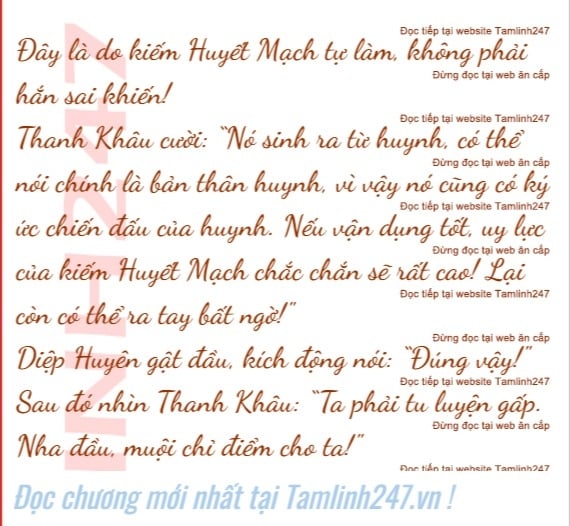 Đọc tiếp tại website Tamlinh247
Đây là do kiếm Huyết Mạch tự làm, không phải
Đừng đọc tại web ăn cắp
hắn sai khiến!
Đọc tiếp tại website Tamlinh247
Thanh Khâu cười: “Nó sinh ra từ huynh, có thể
Đừng đọc tại web ăn cắp
nói chính là bản thân huynh, vì vậy nó cũng có ký
Đọc tiếp tại website Tamlinh247
ức chiến đấu của huynh. Nếu vận dụng tốt, uy lực
Đừng đọc tại web ăn cắp
của kiếm Huyết Mạch chắc chắn sẽ rất cao! Lại
Đọc tiếp tại website Tamlinh247
còn có thể ra tay bất ngờ!”
Đừng đọc tại web ăn cắp
Diệp Huyên gật đầu, kích động nói: “Đúng vậy!”
Đọc tiếp tại website Tamlinh247
Sau đó nhìn Thanh Khâu: “Ta phải tu luyện gấp.
Đừng đọc tại web ăn cắp
Nha đầu, muội chỉ điểm cho ta!”
Đọc tiếp tại website Tamlinh247
INH247
Đọc chương mới nhất tại Tamlinh247.vn !